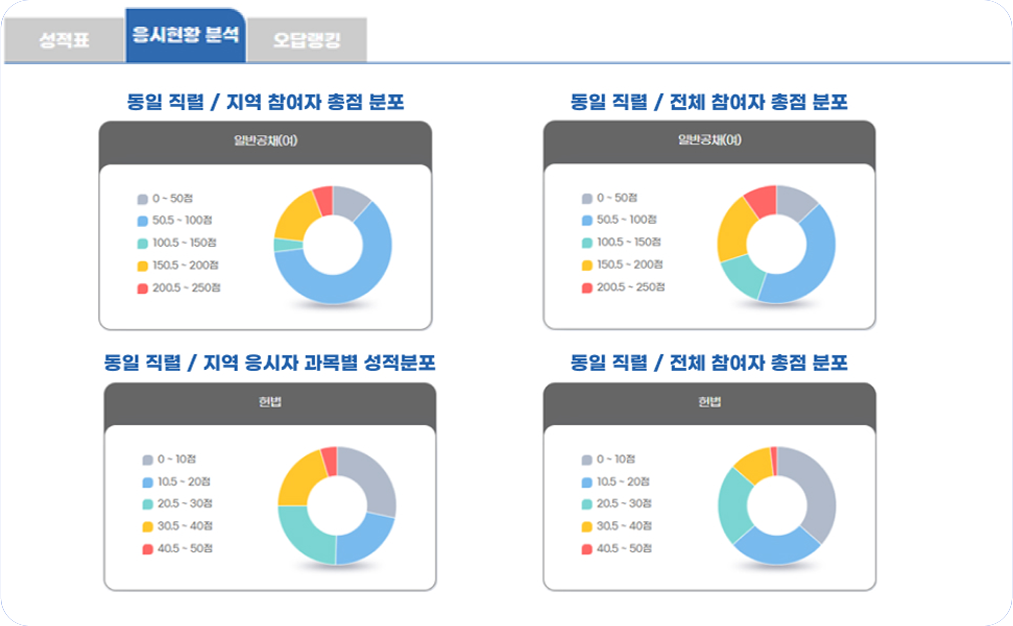 성적표
응시현황 분석
오답랭킹
동일 직렬 / 지역 참여자 총점 분포
일반공채(여)
0 ~ 50점
50.5 ~ 100점
100.5 ~ 150점
150.5 ~ 200점
200.5 ~ 250점
동일 직렬 / 전체 참여자 총점 분포
일반공채(여)
0 ~ 50점
50.5 ~ 100점
100.5 ~ 150점
150.5 ~ 200점
200.5 ~ 250점
동일 직렬 / 지역 응시자 과목별 성적분포
헌법
0 ~ 10점
10.5 ~ 20점
20.5 ~ 30점
30.5 ~ 40점
40.5 ~ 50점
동일 직렬 / 전체 참여자 총점 분포
헌법
0 ~ 10점
10.5 ~ 20점
20.5 ~ 30점
30.5 ~ 40점
40.5 ~ 50점